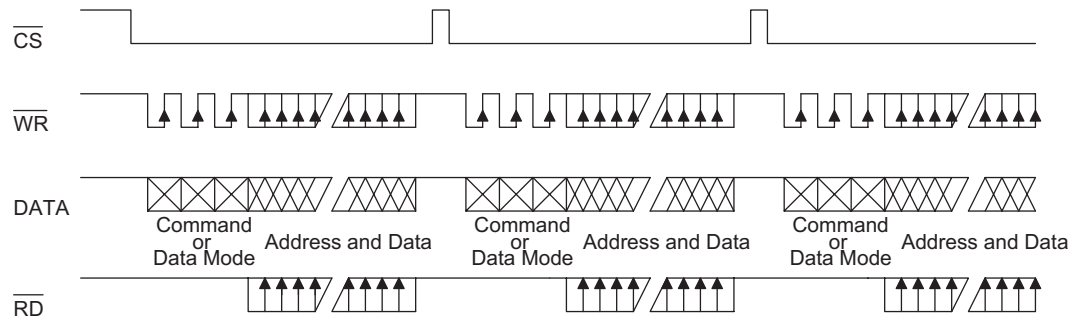 CS
WR
DATA
Command
or
Data Mode
Address and Data
Command
or
Data Mode
Address and Data
Command
or
Data Mode
Address and Data
RD